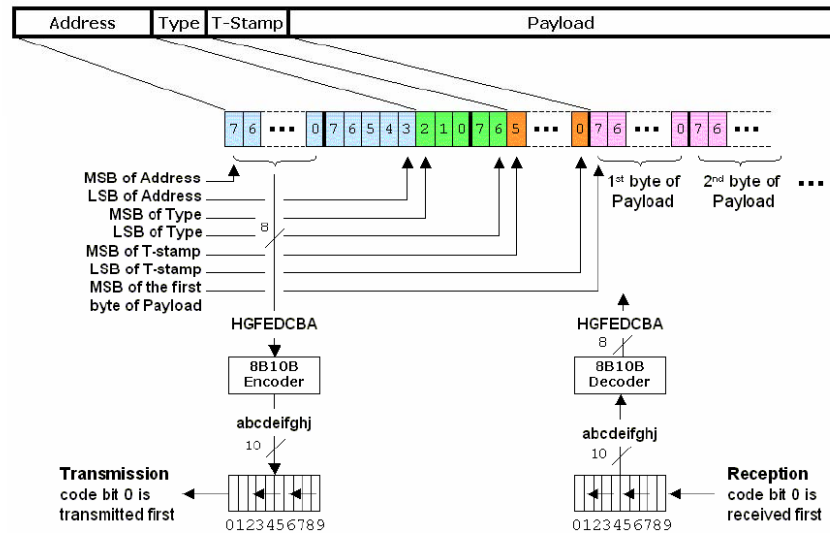 Address Type T-Stamp Payload
7 6 ... 0 7 6 5 4 3 2 1 0 7 6 5 ... 0 7 6 ... 0 7 6 ...
MSB of Address
LSB of Address
MSB of Type
LSB of Type
MSB of T-stamp
LSB of T-stamp
MSB of the first
byte of Payload
8
1st byte of
Payload
2nd byte of
Payload
...
HGFEDCBA
8B10B
Encoder
abcdeifghj
10
Transmission
code bit 0 is
transmitted first
0123456789
HGFEDCBA
8
8B10B
Decoder
abcdeifghj
10
Reception
code bit 0 is
received first
0123456789